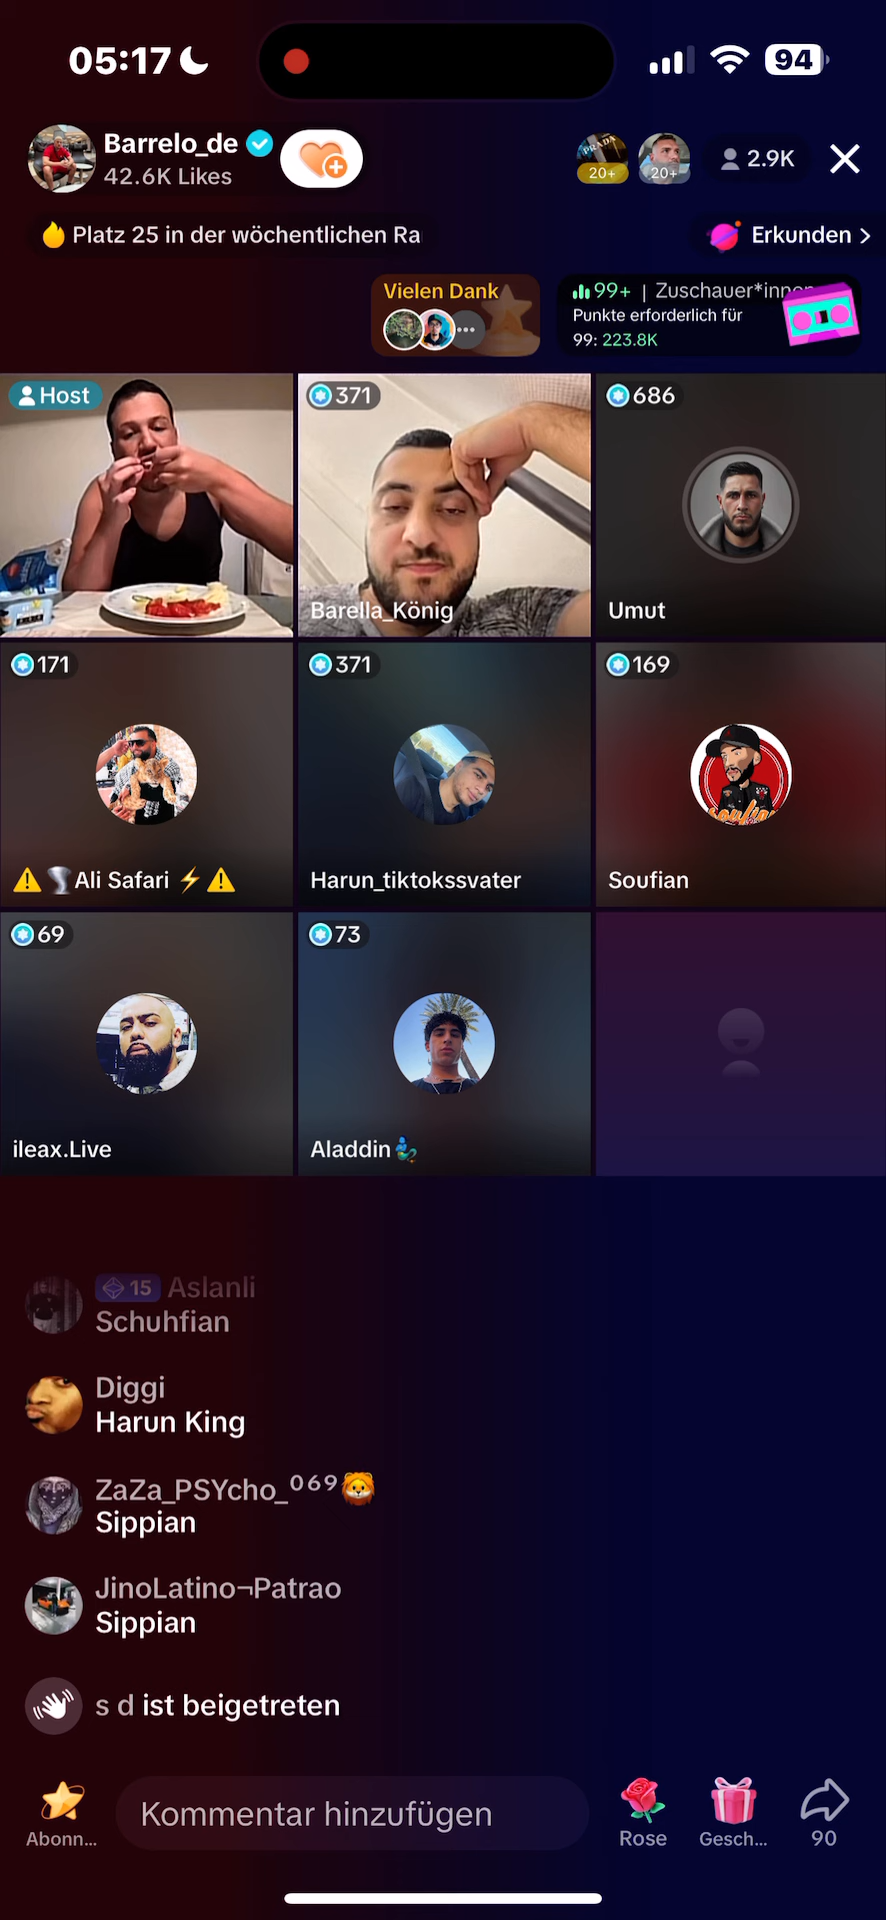 05:17
94
Barrelo_de
42.6K Likes
PRADA
20+
20+
2.9K
Platz 25 in der wöchentlichen Ra
Erkunden >
Vielen Dank
99+ | Zuschauer*innen
Punkte erforderlich für
99: 223.8K
Host
371
Barella_König
686
Umut
171
⚠️🌪️Ali Safari⚡⚠️
371
Harun_tiktokssvater
169
soufian
Soufian
69
ileax.Live
73
Aladdin🧞‍♂️
15 Aslanli
Schuhfian
Diggi
Harun King
ZaZa_PSYcho_⁰⁶⁹🦁
Sippian
JinoLatino¬Patrao
Sippian
s d ist beigetreten
Abonn...
Kommentar hinzufügen
Rose
Gesch...
90